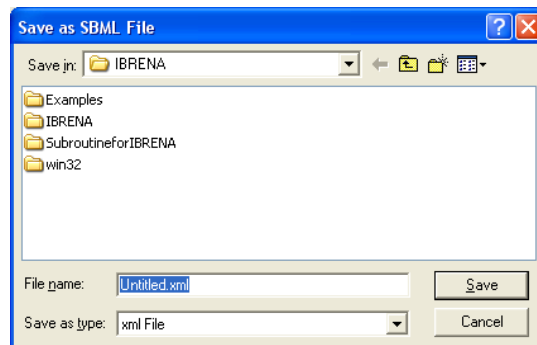 Save as SBML File
Save in: IBRENA
Examples
IBRENA
SubroutineforIBRENA
win32
File name: Untitled.xml Save
Save as type: xml File Cancel